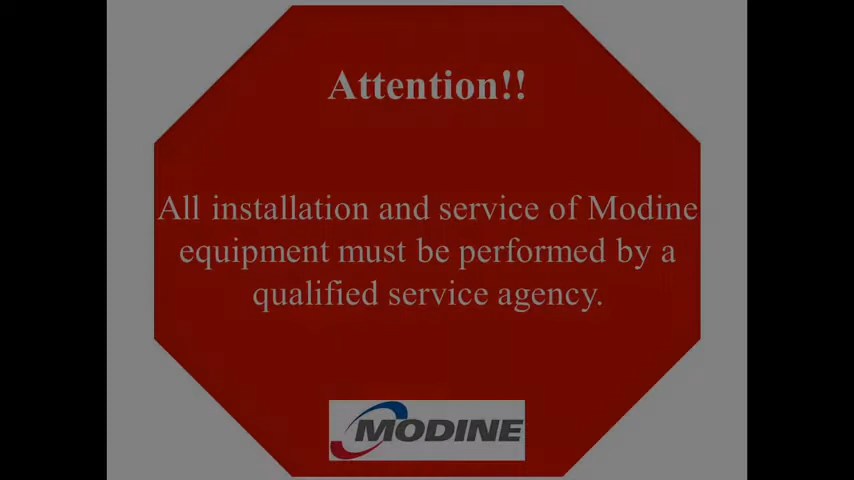 Attention!!
All installation and service of Modine
equipment must be performed by a
qualified service agency.
MODINE